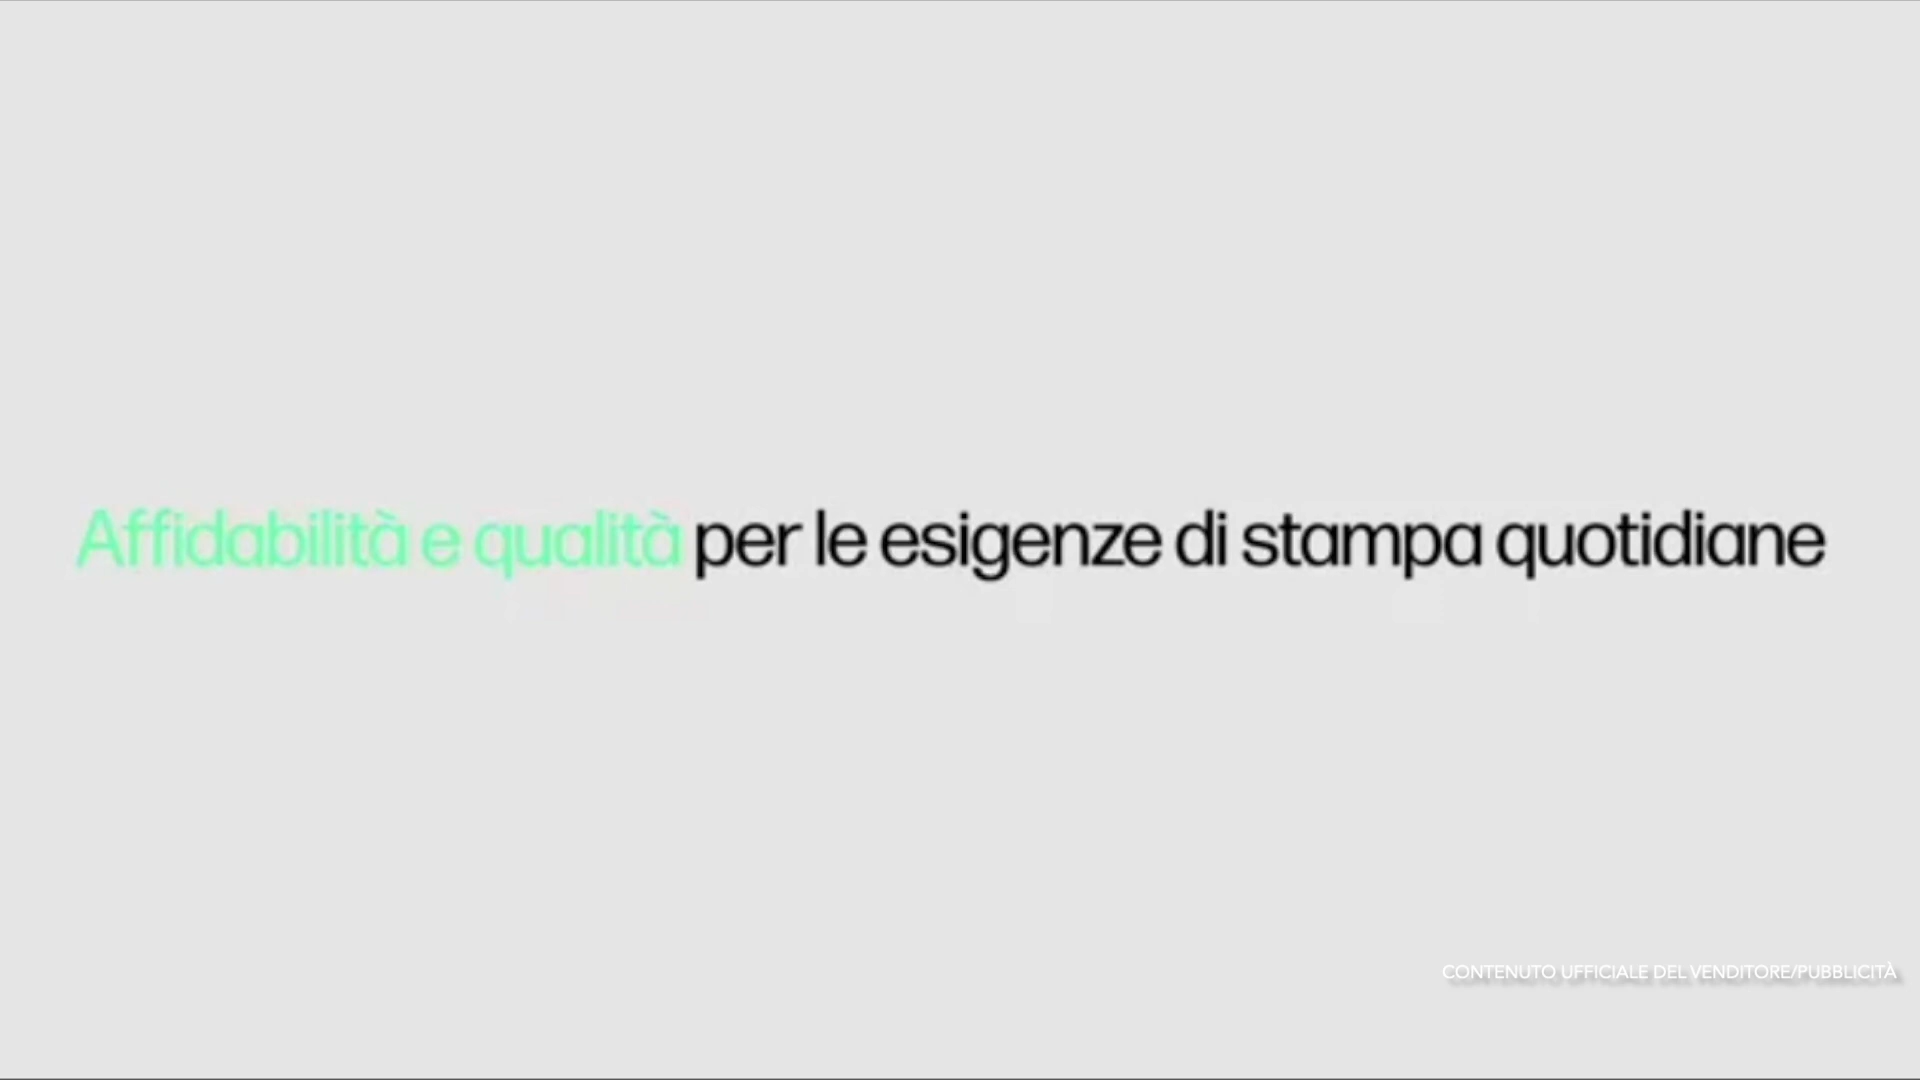 Affidabilità e qualità per le esigenze di stampa quotidiane
CONTENUTO UFFICIALE DEL VENDITORE/PUBBLICITÀ